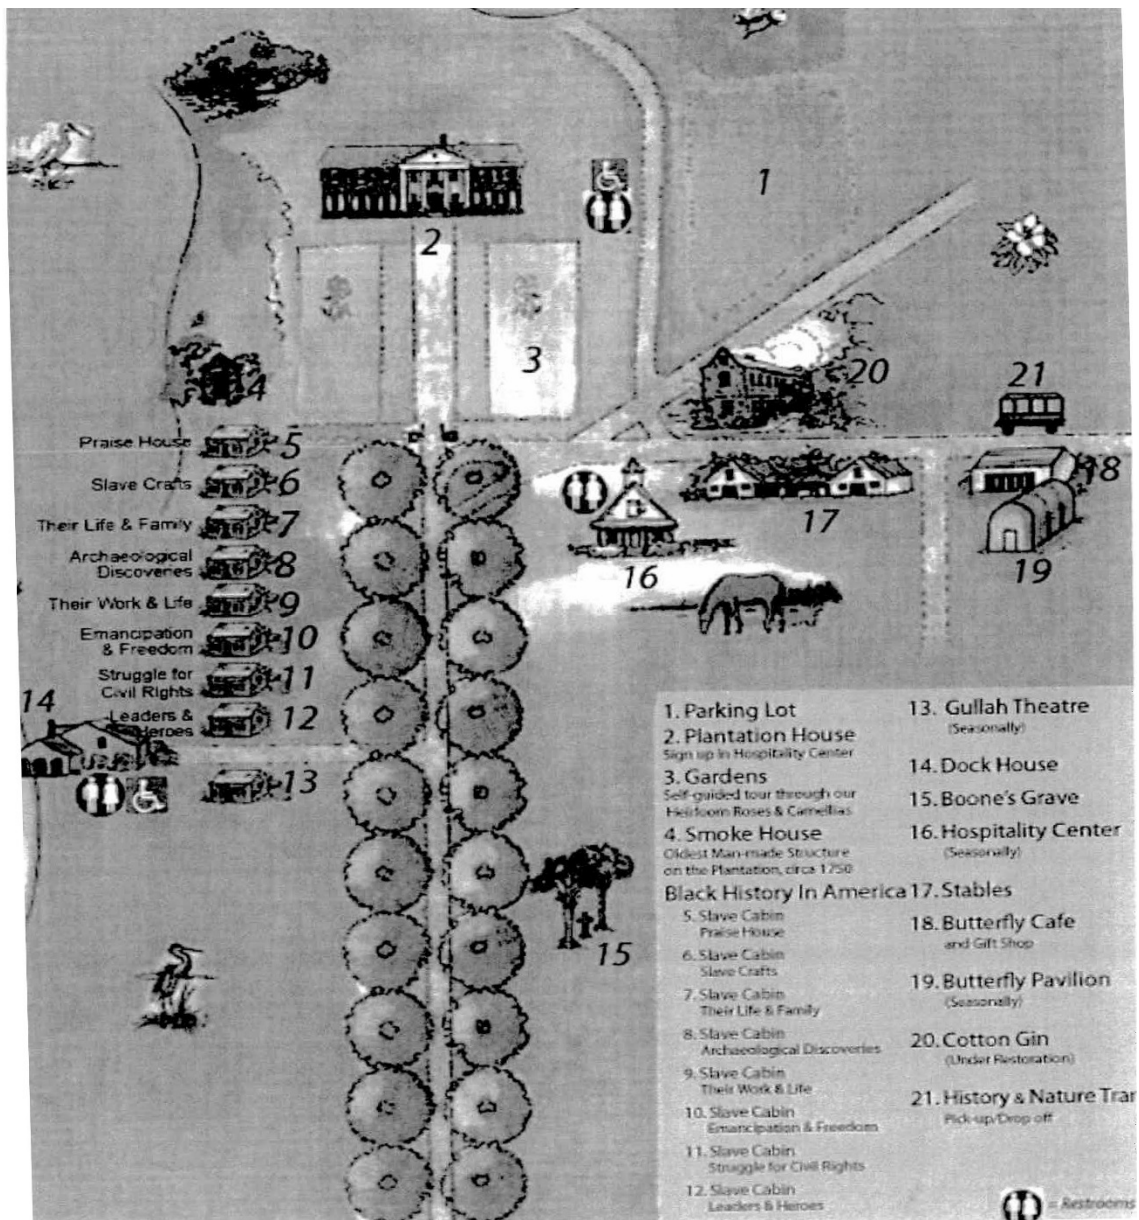 1
2
3
4
20
21
Praise House 5
Slave Crafts 6
18
Their Life & Family 7
17
Archaeological
Discoveries 8
16
19
Their Work & Life 9
Emancipation
& Freedom 10
Struggle for
Civil Rights 11
14
Leaders &
Heroes 12
13
15
1. Parking Lot
2. Plantation House
Sign up in Hospitality Center
3. Gardens
Self-guided tour through our
Heirloom Roses & Camellias
4. Smoke House
Oldest Man-made Structure
on the Plantation, circa 1750
Black History In America
5. Slave Cabin
Praise House
6. Slave Cabin
Slave Crafts
7. Slave Cabin
Their Life & Family
8. Slave Cabin
Archaeological Discoveries
9. Slave Cabin
Their Work & Life
10. Slave Cabin
Emancipation & Freedom
11. Slave Cabin
Struggle for Civil Rights
12. Slave Cabin
Leaders & Heroes
13. Gullah Theatre
(Seasonally)
14. Dock House
15. Boone's Grave
16. Hospitality Center
(Seasonally)
17. Stables
18. Butterfly Cafe
and Gift Shop
19. Butterfly Pavilion
(Seasonally)
20. Cotton Gin
(Under Restoration)
21. History & Nature Tram
Pick-up/Drop off
= Restrooms